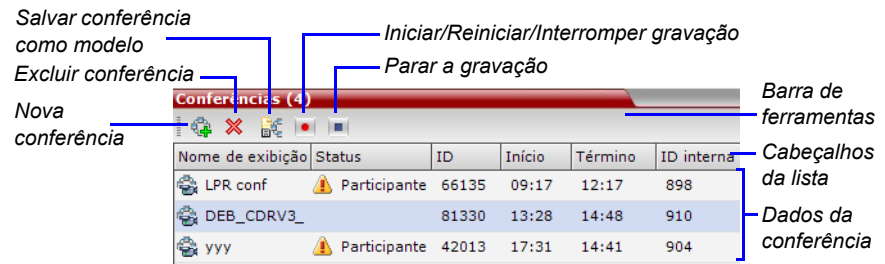 Salvar conferência
como modelo
Iniciar/Reiniciar/Interromper gravação
Excluir conferência
Parar a gravação
Nova
conferência
Conferências (4)
Barra de
ferramentas
Nome de exibição Status ID Início Término ID interna
Cabeçalhos
da lista
LPR conf Participante 66135 09:17 12:17 898
DEB_CDRV3_ 81330 13:28 14:48 910
yyy Participante 42013 17:31 14:41 904
Dados da
conferência